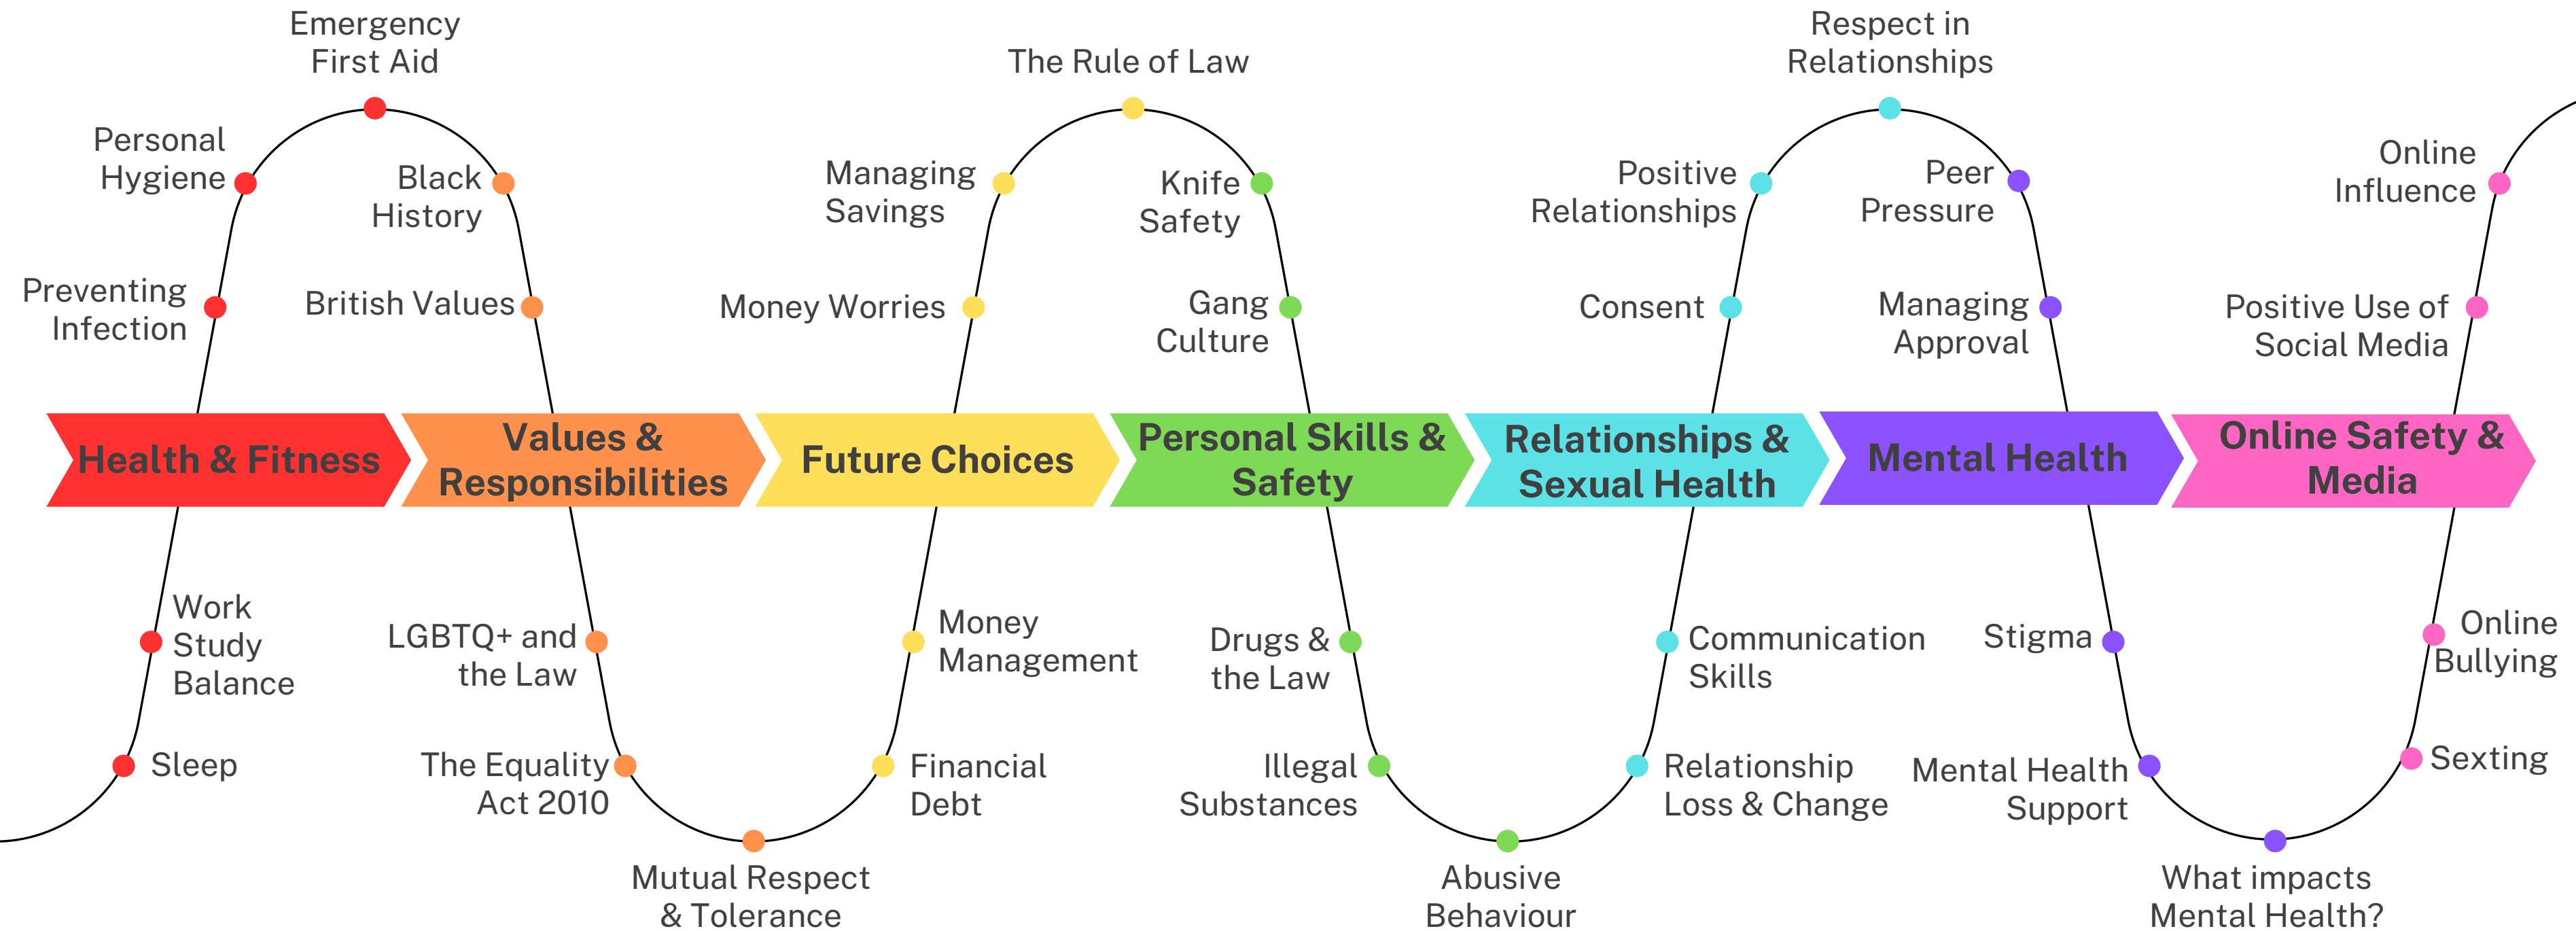 Emergency
First Aid
Personal
Hygiene
Black
History
Preventing
Infection
British Values
Health & Fitness
Work
Study
Balance
Sleep
Values &
Responsibilities
LGBTQ+ and
the Law
The Equality
Act 2010
Mutual Respect
& Tolerance
The Rule of Law
Managing
Savings
Money Worries
Future Choices
Money
Management
Financial
Debt
Knife
Safety
Gang
Culture
Personal Skills &
Safety
Drugs &
the Law
Illegal
Substances
Abusive
Behaviour
Respect in
Relationships
Positive
Relationships
Consent
Relationships &
Sexual Health
Communication
Skills
Relationship
Loss & Change
Peer
Pressure
Managing
Approval
Mental Health
Stigma
Mental Health
Support
What impacts
Mental Health?
Online
Influence
Positive Use of
Social Media
Online Safety &
Media
Online
Bullying
Sexting